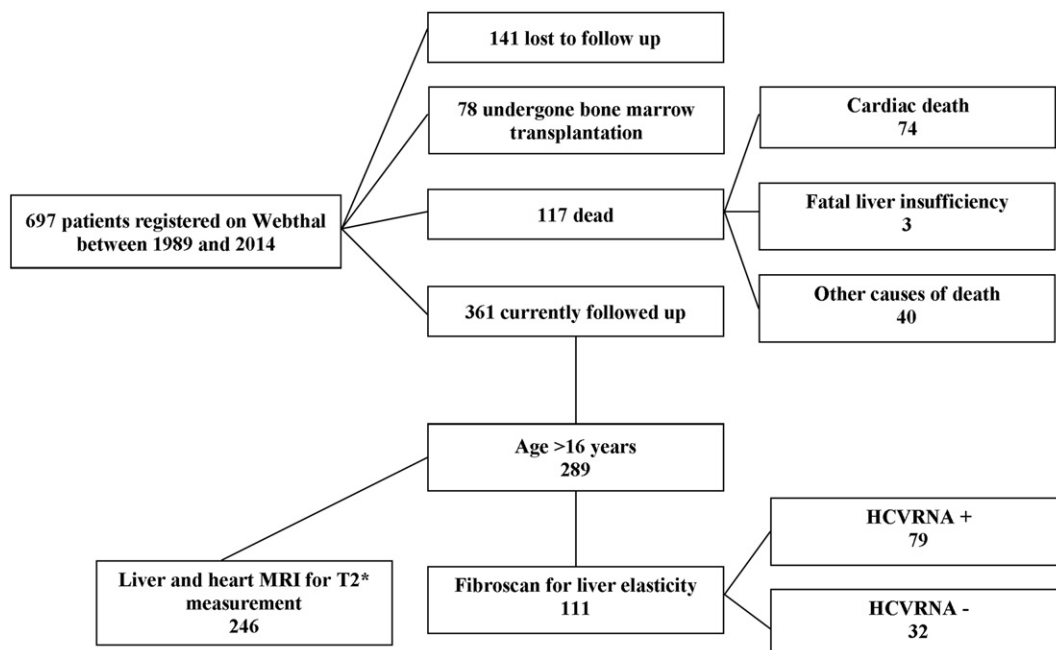 141 lost to follow up
78 undergone bone marrow
transplantation
Cardiac death
74
697 patients registered on Webthal
between 1989 and 2014
117 dead
Fatal liver insufficiency
3
361 currently followed up
Other causes of death
40
Age >16 years
289
Liver and heart MRI for T2*
measurement
246
Fibroscan for liver elasticity
111
HCVRNA +
79
HCVRNA -
32